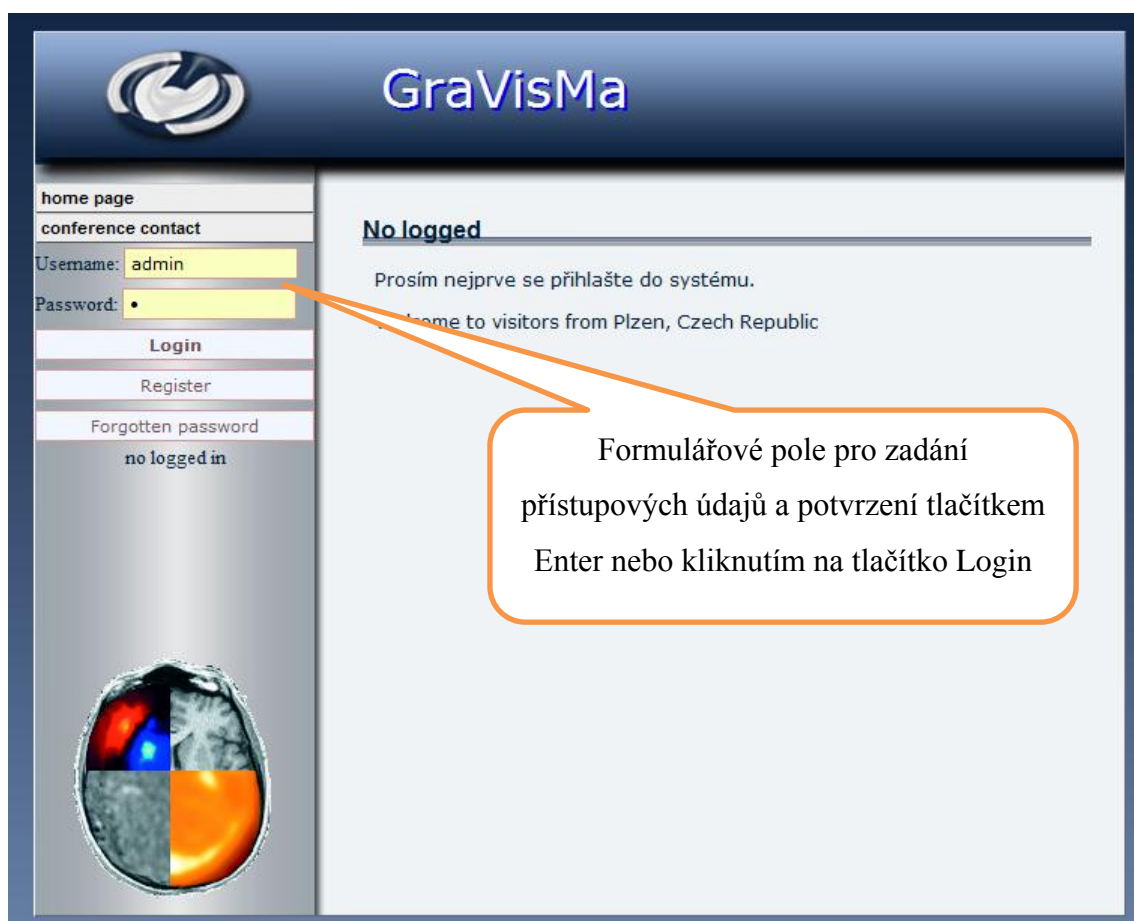 GraVisMa
home page
conference contact
Username: admin
Password: •
Login
Register
Forgotten password
no logged in
No logged
Prosím nejprve se přihlašte do systému.
to visitors from Plzen, Czech Republic
Formulářové pole pro zadání
přístupových údajů a potvrzení tlačítkem
Enter nebo kliknutím na tlačítko Login